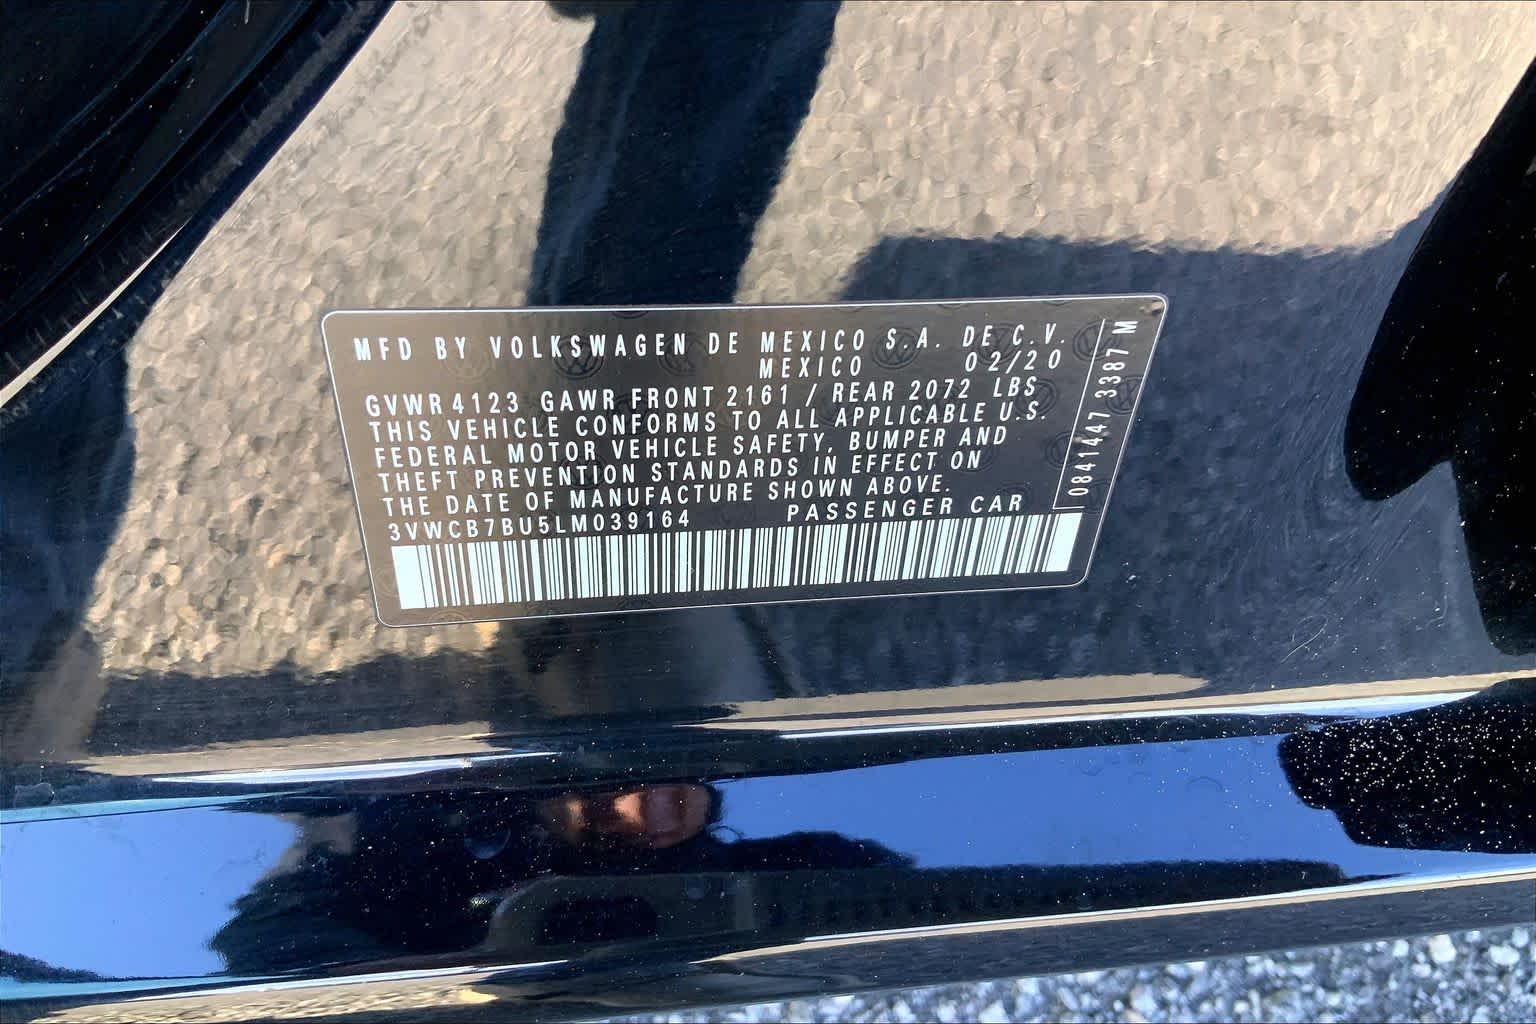 MFD BY VOLKSWAGEN DE MEXICO S.A. DE C.V.
MEXICO 02/20
GVWR 4123 GAWR FRONT 2161 / REAR 2072 LBS
THIS VEHICLE CONFORMS TO ALL APPLICABLE U.S.
FEDERAL MOTOR VEHICLE SAFETY, BUMPER AND
THEFT PREVENTION STANDARDS IN EFFECT ON
THE DATE OF MANUFACTURE SHOWN ABOVE.
3VWCB7BU5LM039164 PASSENGER CAR
0841447 3387 M